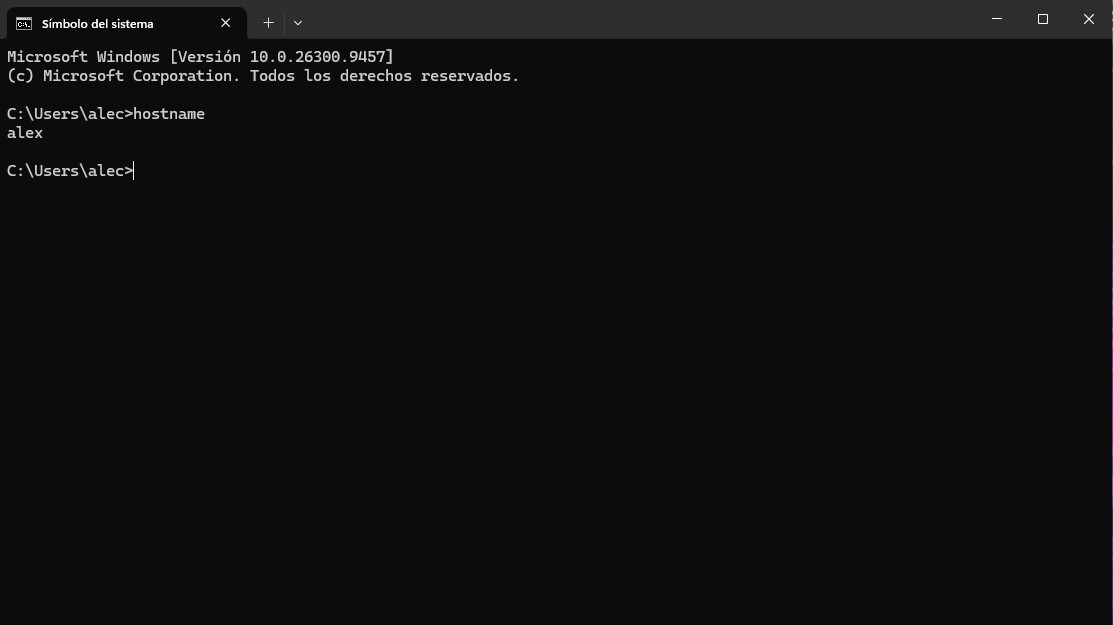 Símbolo del sistema
Microsoft Windows [Versión 10.0.26300.9457]
(c) Microsoft Corporation. Todos los derechos reservados.
C:\Users\alec>hostname
alex
C:\Users\alec>